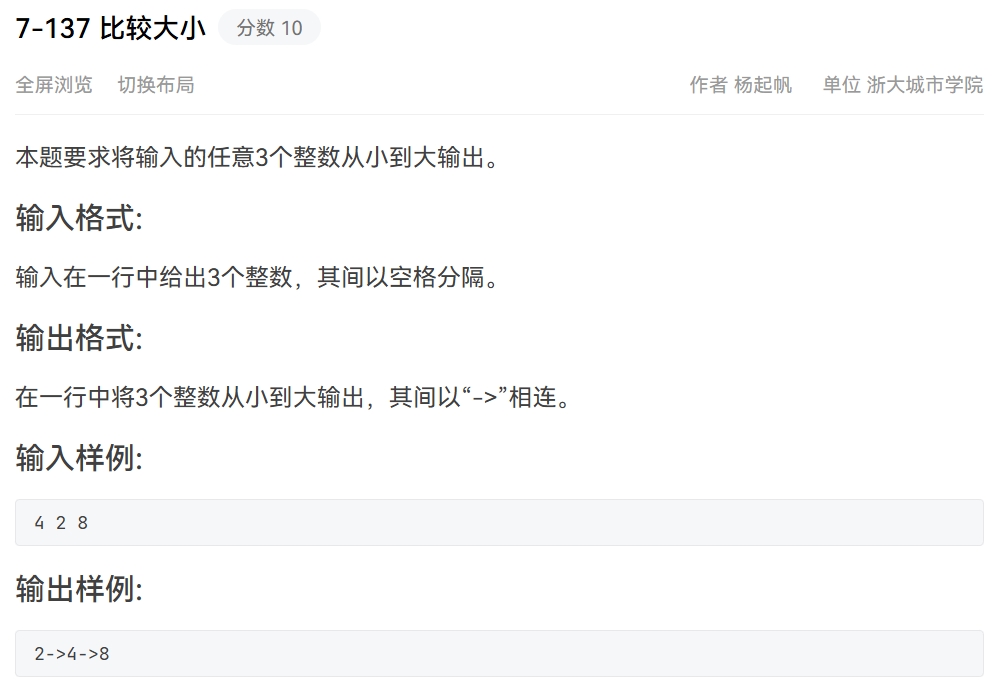 7-137 比较大小 分数 10
全屏浏览 切换布局 作者 杨起帆 单位 浙大城市学院
本题要求将输入的任意3个整数从小到大输出。
输入格式:
输入在一行中给出3个整数，其间以空格分隔。
输出格式:
在一行中将3个整数从小到大输出，其间以“->”相连。
输入样例:
4 2 8
输出样例:
2->4->8